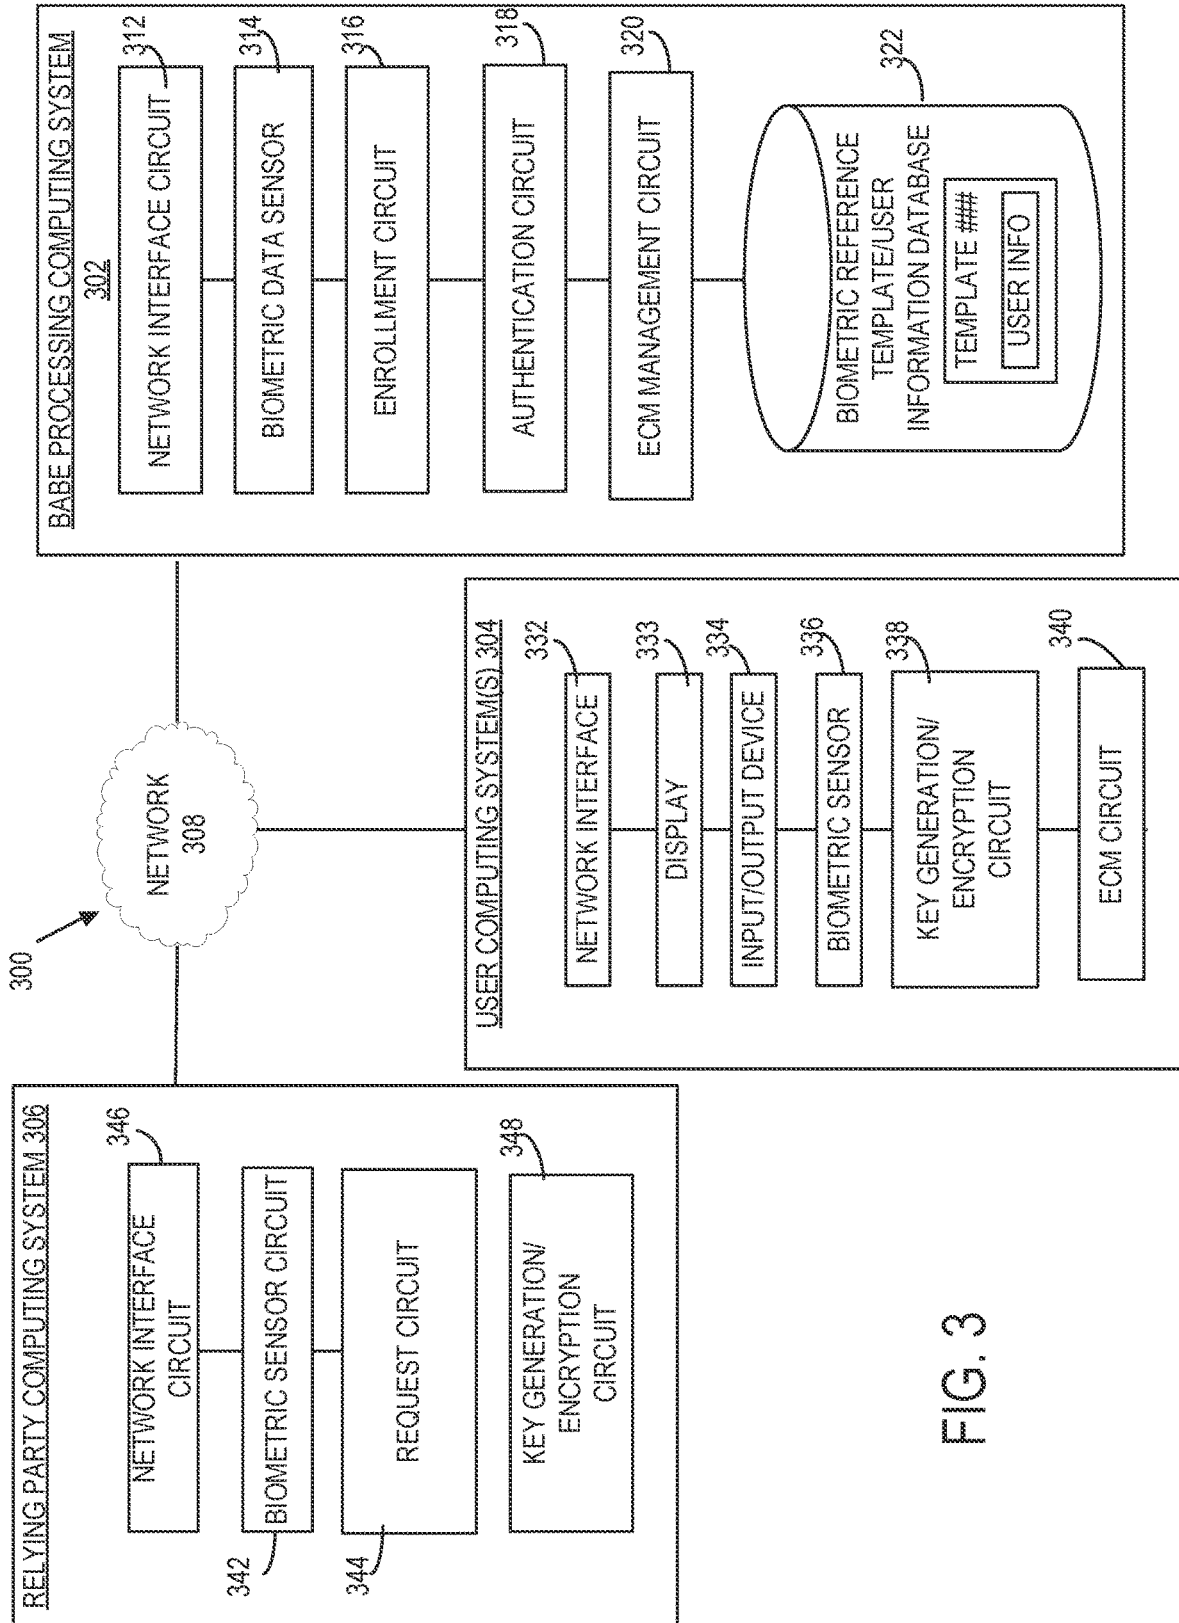 300
NETWORK
308
RELYING PARTY COMPUTING SYSTEM 306
NETWORK INTERFACE
CIRCUIT
346
BIOMETRIC SENSOR CIRCUIT
342
REQUEST CIRCUIT
344
KEY GENERATION/
ENCRYPTION
CIRCUIT
348
USER COMPUTING SYSTEM(S) 304
NETWORK INTERFACE
332
DISPLAY
333
INPUT/OUTPUT DEVICE
334
BIOMETRIC SENSOR
336
KEY GENERATION/
ENCRYPTION
CIRCUIT
338
ECM CIRCUIT
340
BABE PROCESSING COMPUTING SYSTEM
302
NETWORK INTERFACE CIRCUIT
312
BIOMETRIC DATA SENSOR
314
ENROLLMENT CIRCUIT
316
AUTHENTICATION CIRCUIT
318
ECM MANAGEMENT CIRCUIT
320
BIOMETRIC REFERENCE
TEMPLATE/USER
INFORMATION DATABASE
322
TEMPLATE ###
USER INFO
FIG. 3